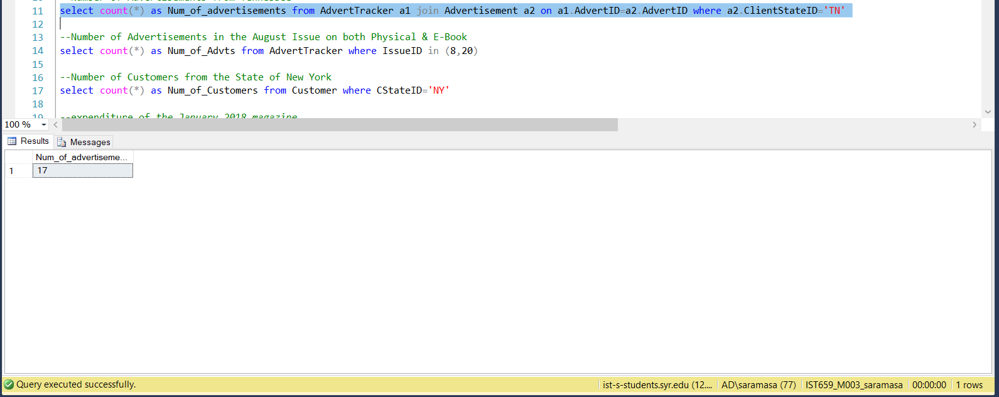 --Number of Advertisements from Tennessee
11 select count(*) as Num_of_advertisements from AdvertTracker a1 join Advertisement a2 on a1.AdvertID=a2.AdvertID where a2.ClientStateID='TN'
12
13 --Number of Advertisements in the August Issue on both Physical & E-Book
14 select count(*) as Num_of_Advts from AdvertTracker where IssueID in (8,20)
15
16 --Number of Customers from the State of New York
17 select count(*) as Num_of_Customers from Customer where CStateID='NY'
18
19 --expenditure of the January 2018 magazine
100 %
Results Messages
Num_of_advertiseme...
1 17
Query executed successfully. ist-s-students.syr.edu (12.... AD\saramasa (77) IST659_M003_saramasa 00:00:00 1 rows